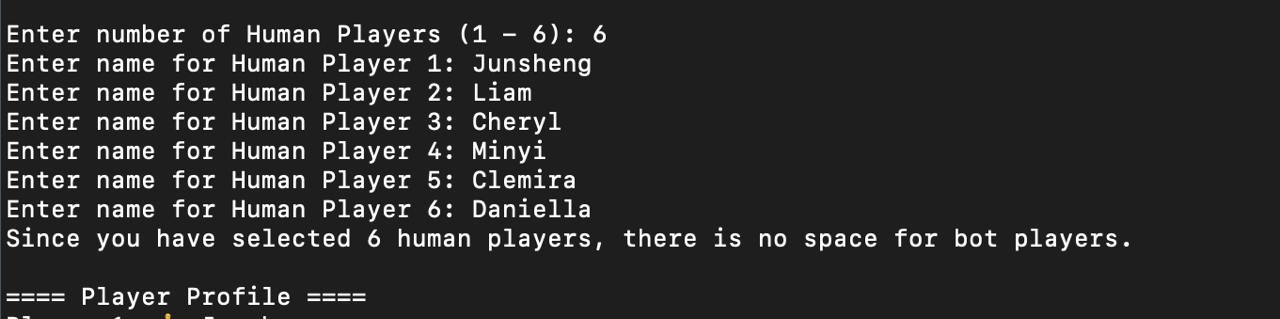 Enter number of Human Players (1 – 6): 6
Enter name for Human Player 1: Junsheng
Enter name for Human Player 2: Liam
Enter name for Human Player 3: Cheryl
Enter name for Human Player 4: Minyi
Enter name for Human Player 5: Clemira
Enter name for Human Player 6: Daniella
Since you have selected 6 human players, there is no space for bot players.
==== Player Profile ====